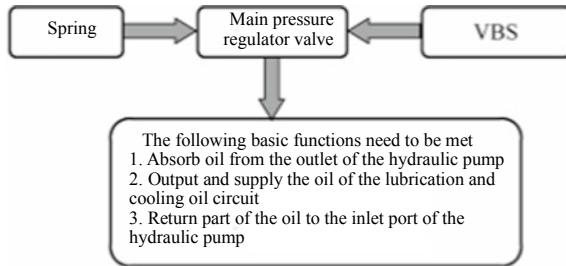 Spring
Main pressure
regulator valve
VBS
The following basic functions need to be met
1. Absorb oil from the outlet of the hydraulic pump
2. Output and supply the oil of the lubrication and
cooling oil circuit
3. Return part of the oil to the inlet port of the
hydraulic pump